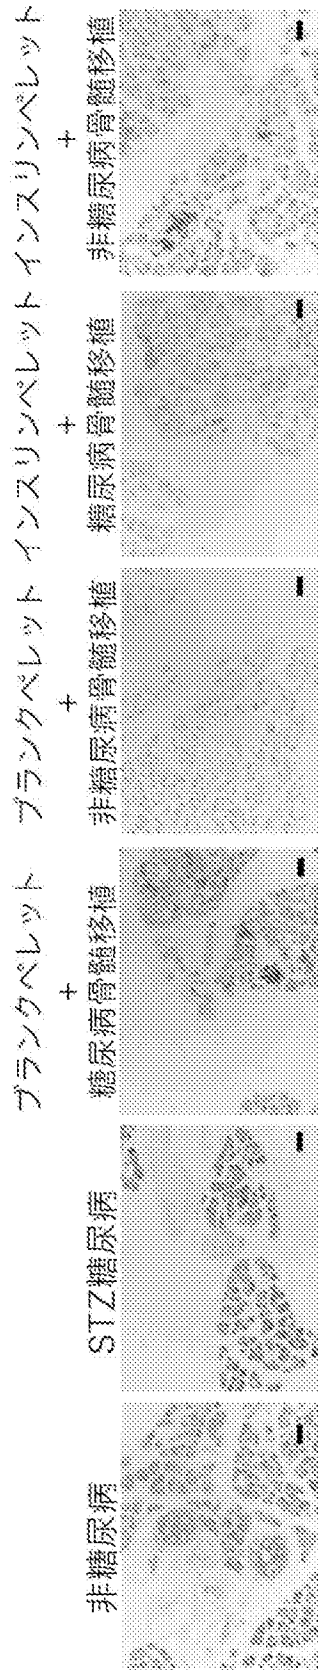 非糖尿病
STZ糖尿病
ブランクペレット
+
糖尿病骨髄移植
ブランクペレット
+
非糖尿病骨髄移植
インスリンペレット
+
糖尿病骨髄移植
インスリンペレット
+
非糖尿病骨髄移植